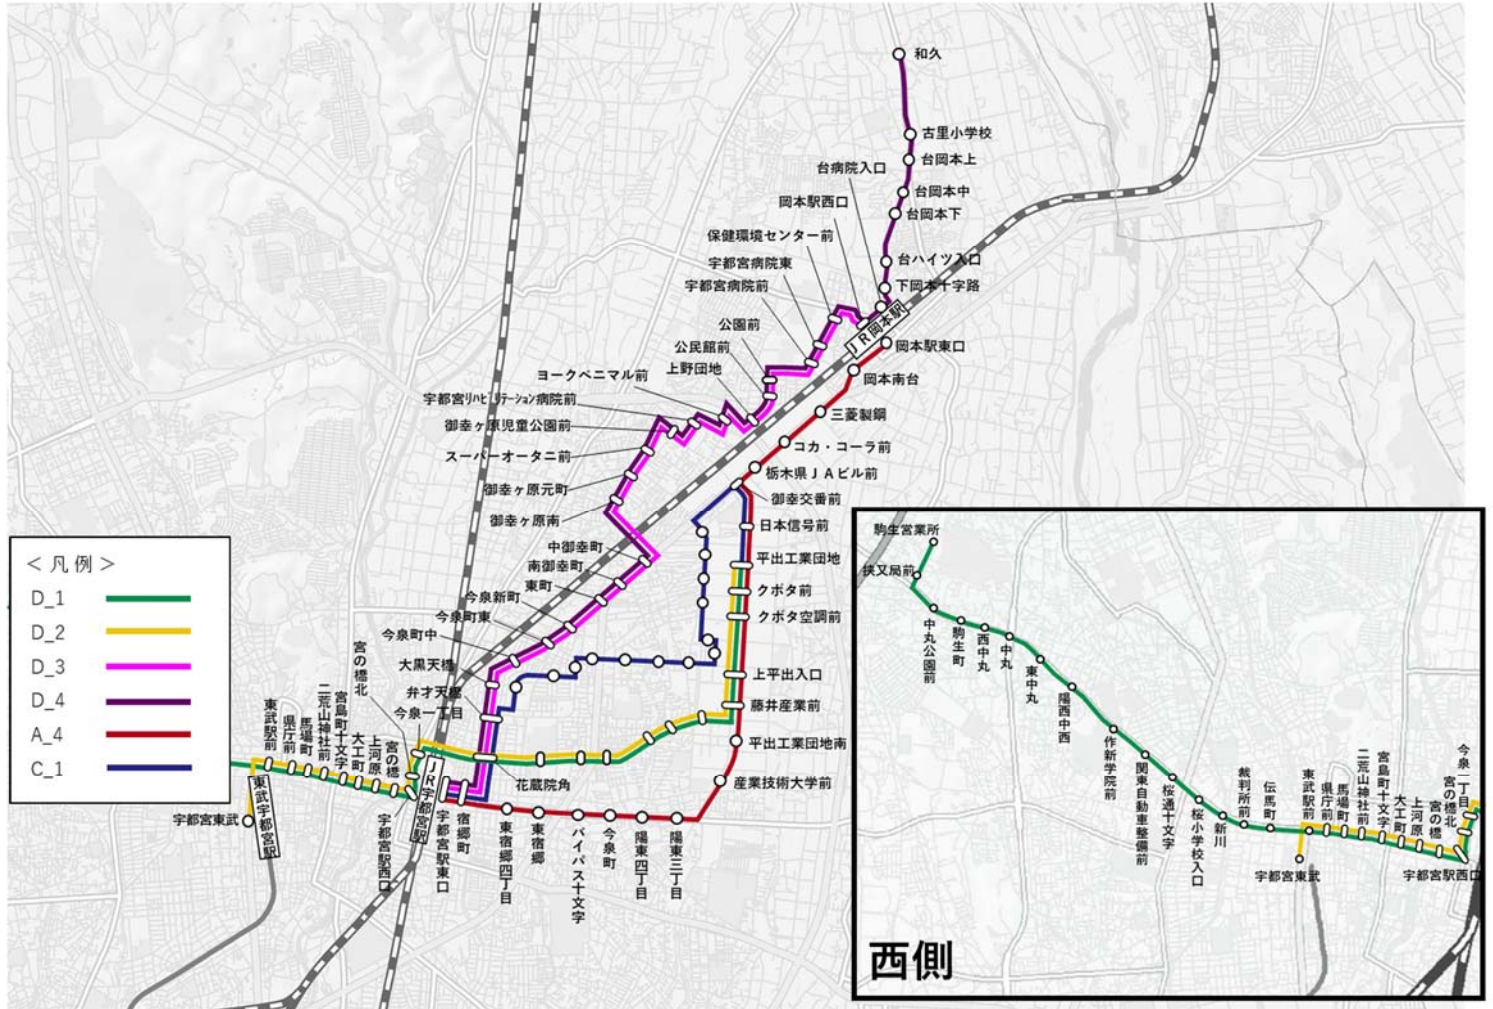 和久
古里小学校
台岡本上
台病院入口
台岡本中
岡本駅西口
台岡本下
保健環境センター前
台ハイツ入口
宇都宮病院東
下岡本十字路
宇都宮病院前
ＪＲ岡本駅
公園前
岡本駅東口
公民館前
上野団地
岡本南台
ヨークベニマル前
宇都宮リハビリテーション病院前
三菱製鋼
御幸ヶ原児童公園前
コカ・コーラ前
スーパーオータニ前
栃木県ＪＡビル前
御幸ヶ原元町
御幸交番前
御幸ヶ原南
日本信号前
中御幸町
平出工業団地
南御幸町
東町
クボタ前
今泉新町
クボタ空調前
今泉町東
今泉町中
大黒天橋
上平出入口
弁才天橋
藤井産業前
今泉一丁目
平出工業団地南
花蔵院角
産業技術大学前
＜凡例＞
D_1
D_2
D_3
D_4
A_4
C_1
東武駅前
県庁前
馬場町
二荒山神社前
宮島町十文字
大工町
上河原
宮の橋
宮の橋北
宇都宮東武
東武宇都宮駅
ＪＲ宇都宮駅
宇都宮駅西口
宇都宮駅東口
宿郷町
東宿郷四丁目
東宿郷
バイパス十文字
今泉町
陽東四丁目
陽東三丁目
駒生営業所
扶又局前
中丸公園前
駒生町
西中丸
中丸
東中丸
陽西中西
作新学院前
関東自動車整備前
桜通十文字
桜小学校入口
新川
裁判所前
伝馬町
東武駅前
県庁前
馬場町
二荒山神社前
宮島町十文字
大工町
上河原
宮の橋
宮の橋北
今泉一丁目
宇都宮東武
宇都宮駅西口
西側